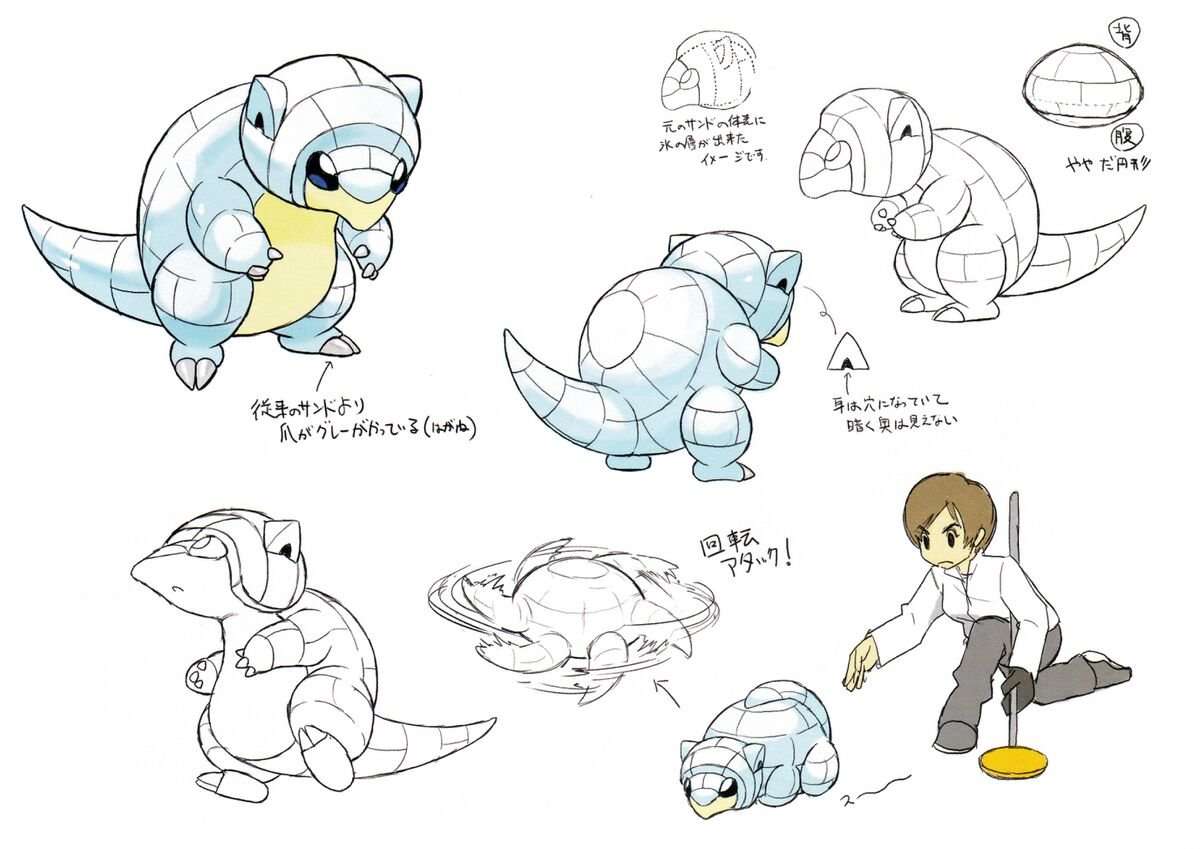 背
元のサンドの体表に
氷の層が出来た
イメージです.
腹
やや だ円形
従来のサンドより
爪がグレーがかっている(はがね)
耳は穴になっていて
暗く奥は見えない
回転
アタック!
スー